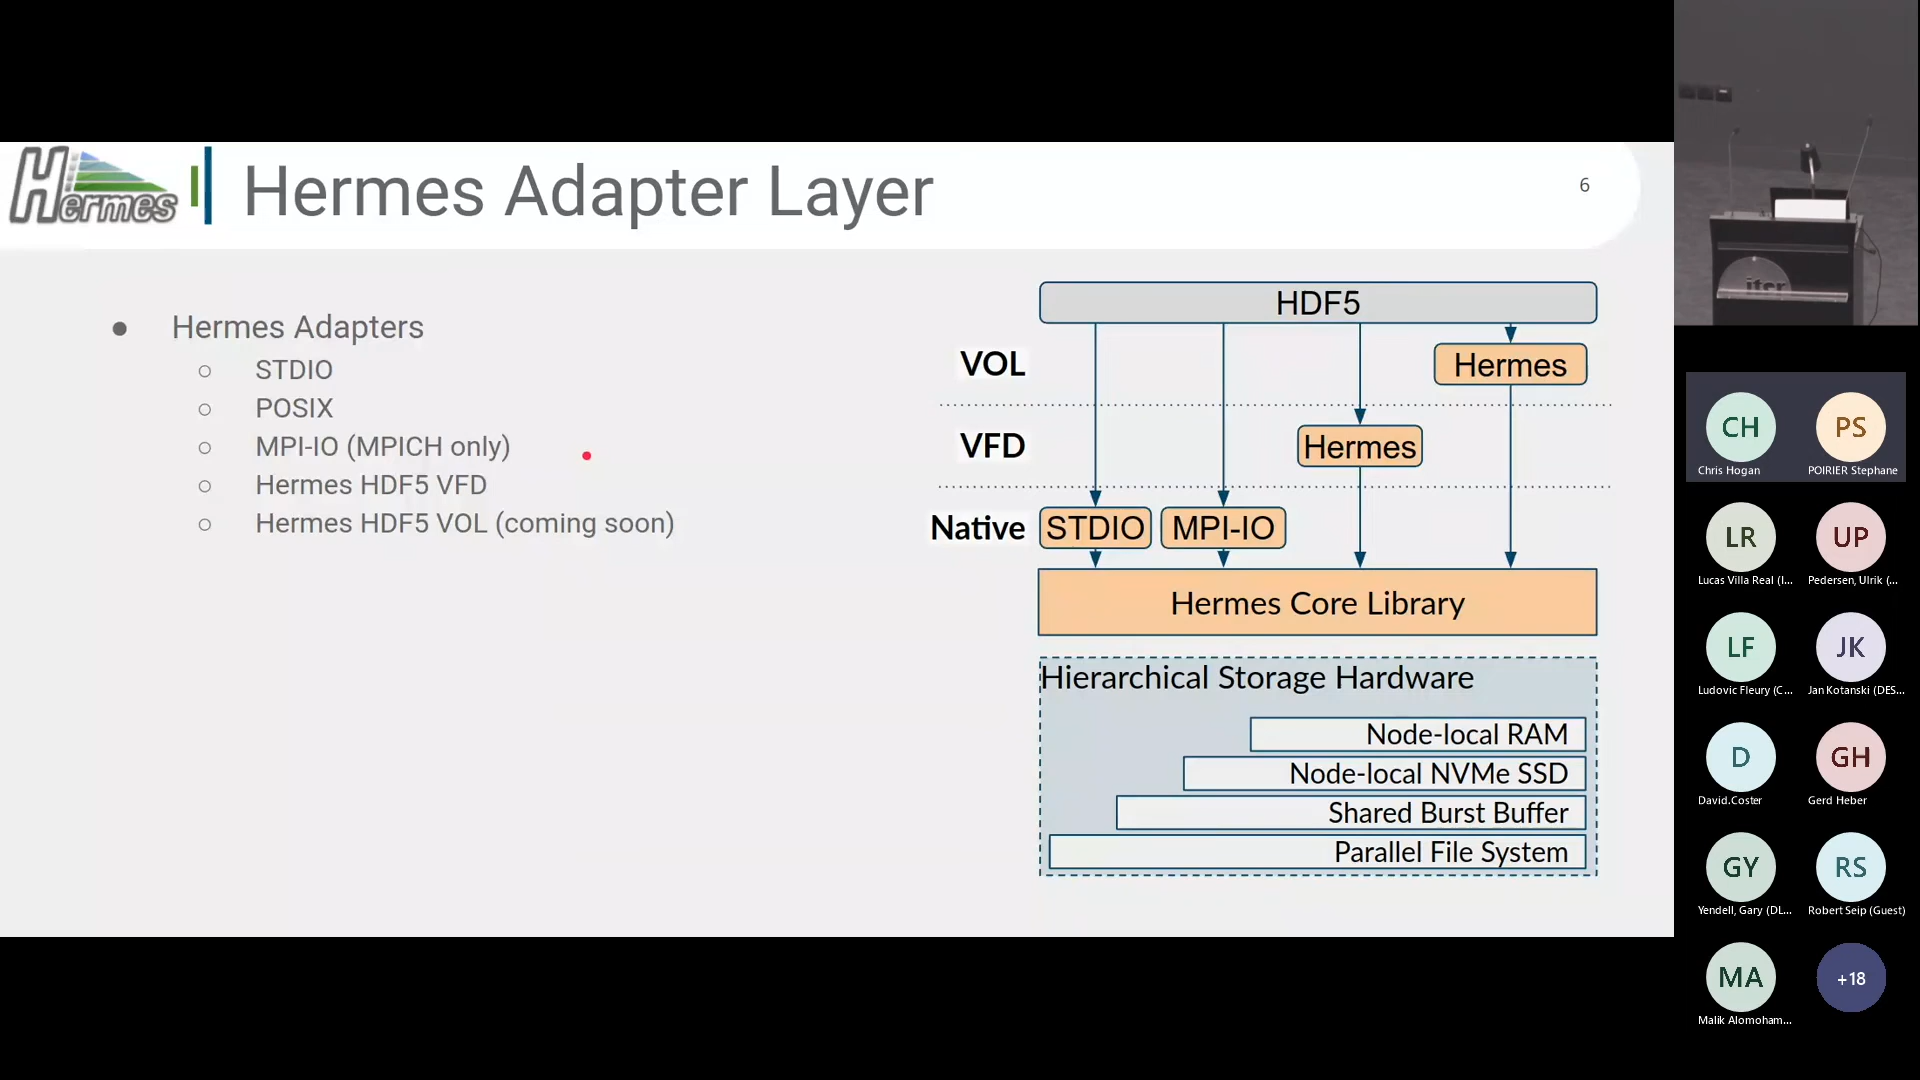 Hermes
Hermes Adapter Layer
6
● Hermes Adapters
○ STDIO
○ POSIX
○ MPI-IO (MPICH only)
○ Hermes HDF5 VFD
○ Hermes HDF5 VOL (coming soon)
HDF5
VOL
Hermes
VFD
Hermes
Native
STDIO
MPI-IO
Hermes Core Library
Hierarchical Storage Hardware
Node-local RAM
Node-local NVMe SSD
Shared Burst Buffer
Parallel File System
iter
CH
PS
Chris Hogan
POIRIER Stephane
LR
UP
Lucas Villa Real (I...
Pedersen, Ulrik (...
LF
JK
Ludovic Fleury (C...
Jan Kotanski (DES...
D
GH
David.Coster
Gerd Heber
GY
RS
Yendell, Gary (DL...
Robert Seip (Guest)
MA
+18
Malik Alomoham...